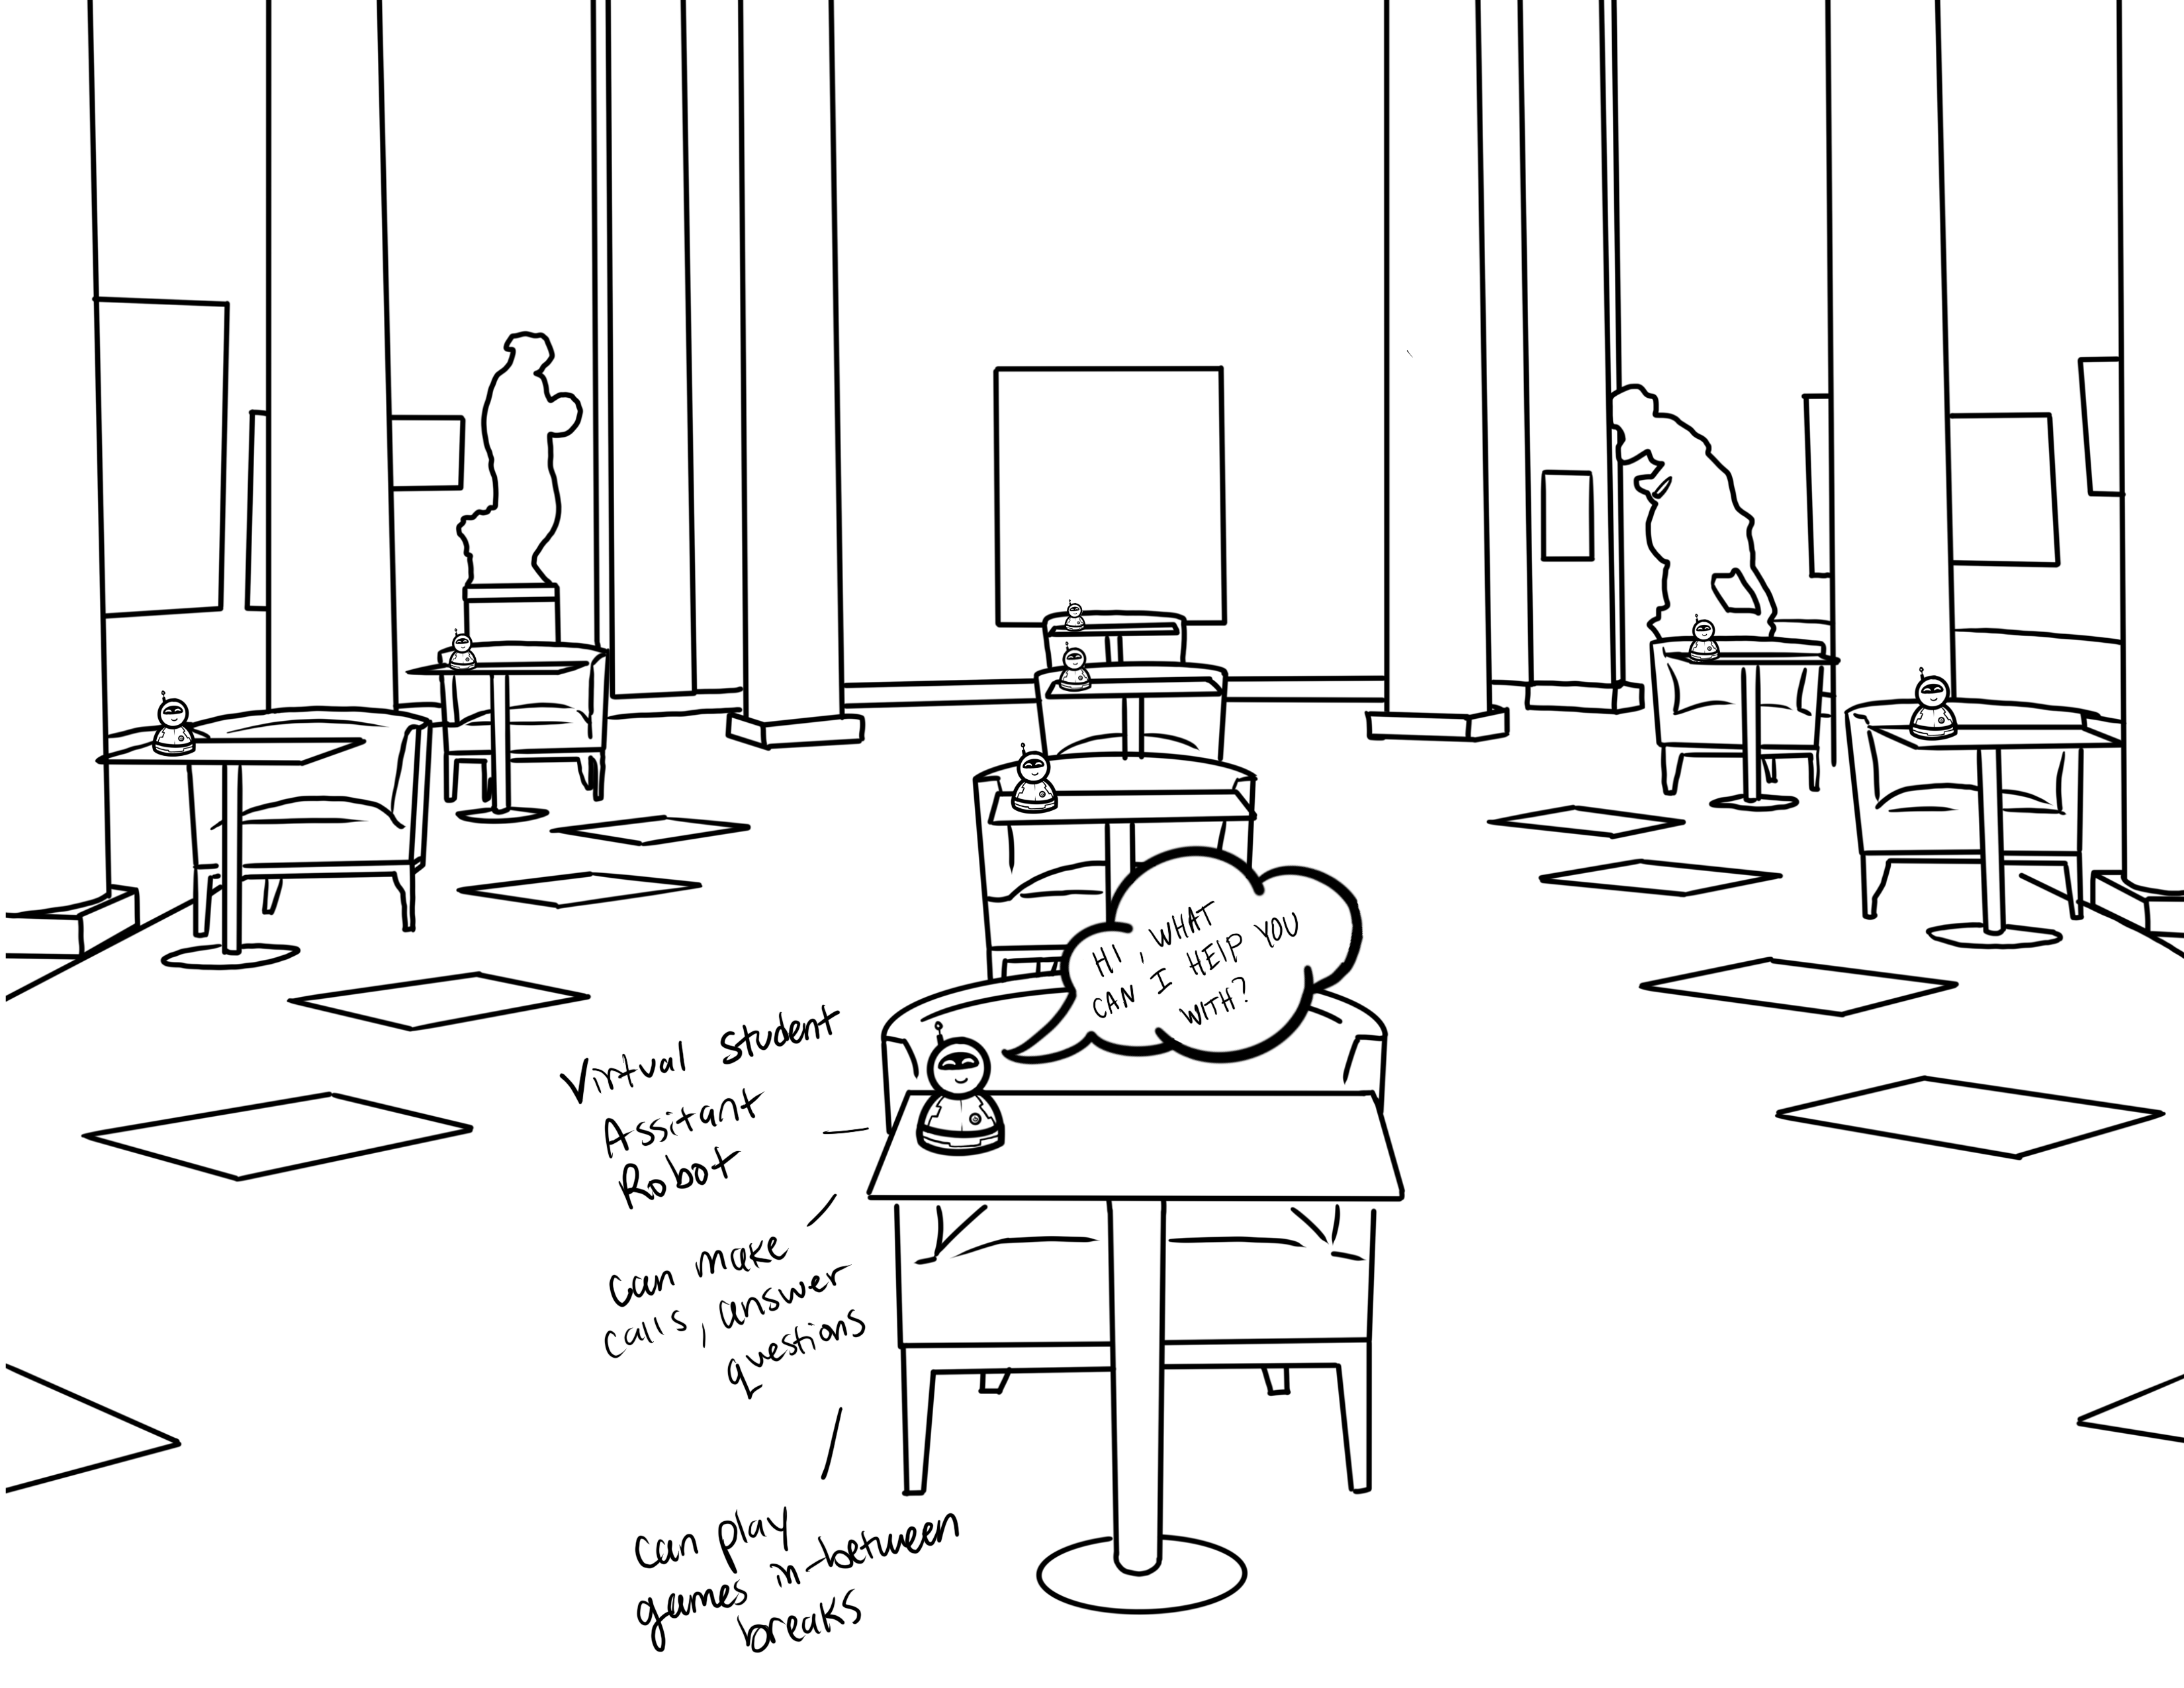 HI, WHAT
CAN I HELP YOU
WITH?
Virtual student
Assitant
Robot
Can make
calls, answer
questions
Can play
games in-between
breaks